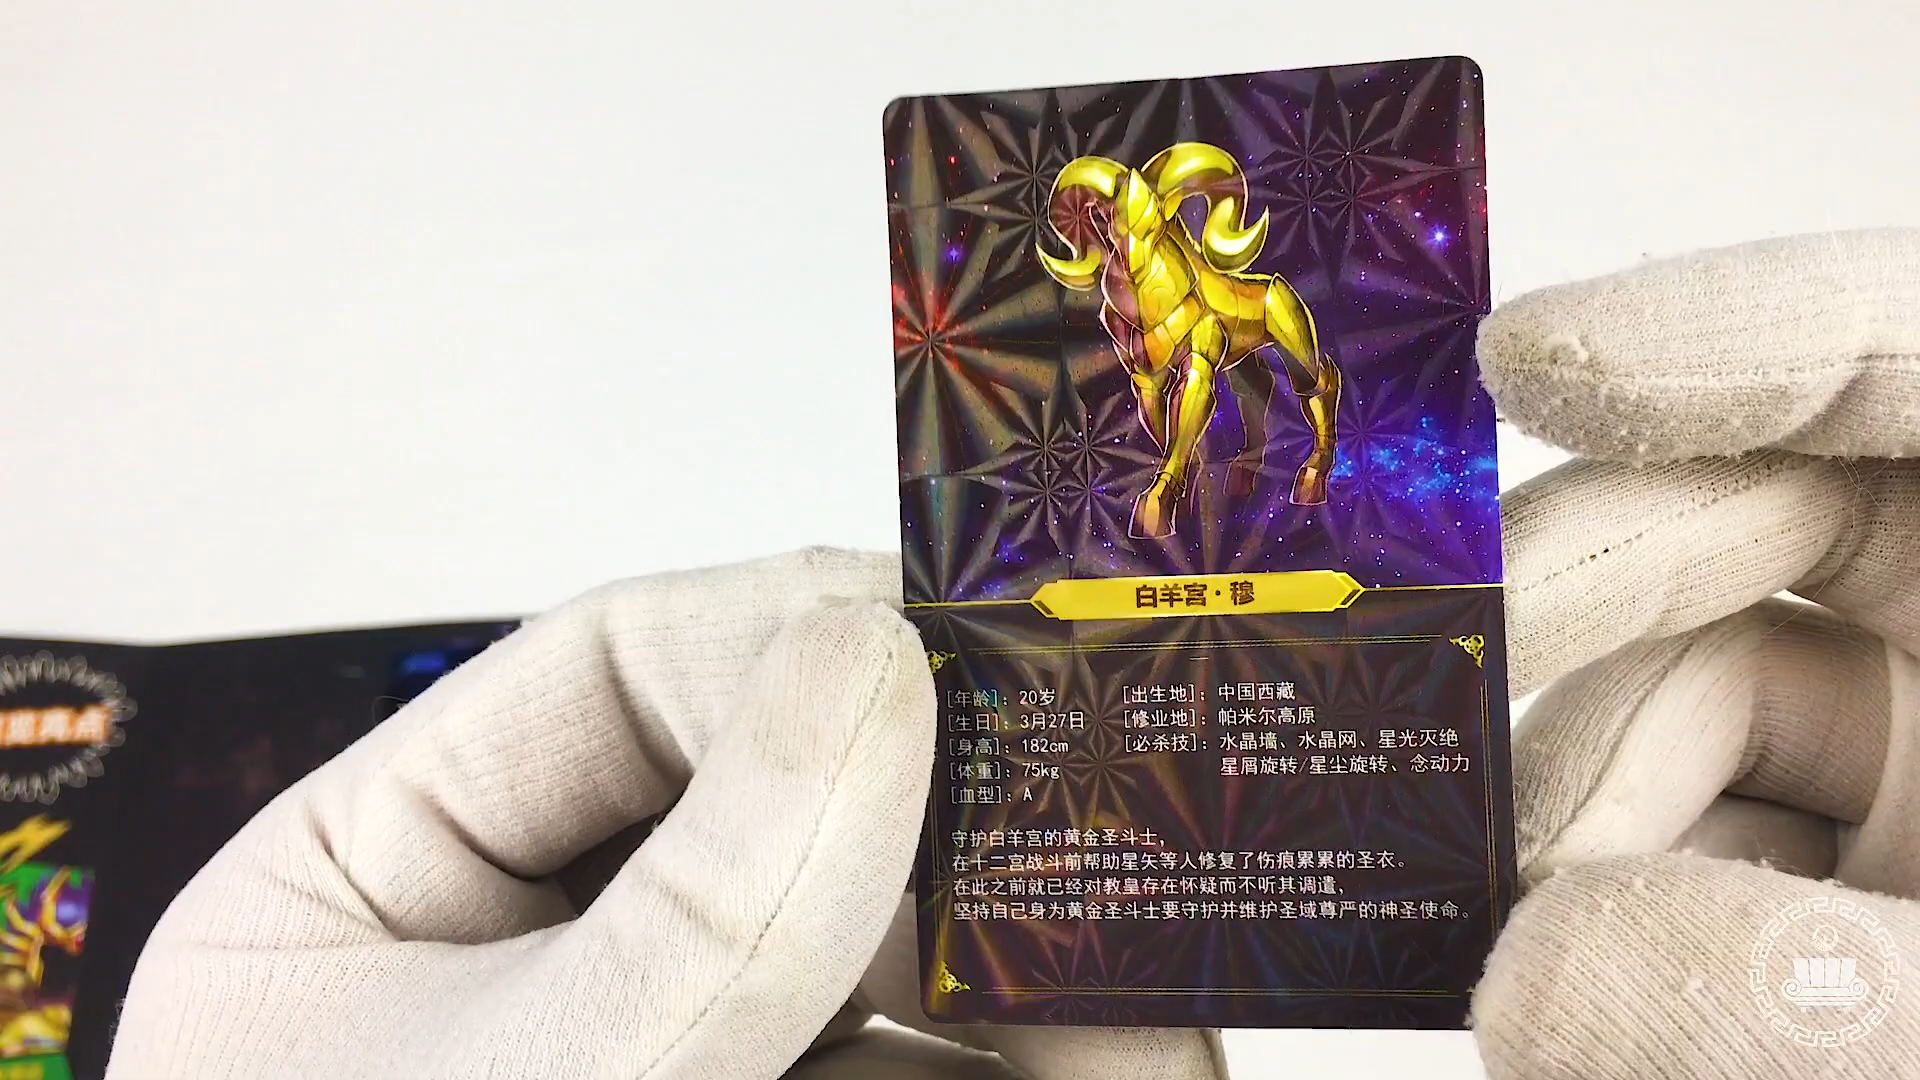 白羊宫·穆
[年龄]: 20岁
[生日]: 3月27日
[身高]: 182cm
[体重]: 75kg
[血型]: A
[出生地]: 中国西藏
[修业地]: 帕米尔高原
[必杀技]: 水晶墙、水晶网、星光灭绝
星屑旋转/星尘旋转、念动力
守护白羊宫的黄金圣斗士,
在十二宫战斗前帮助星矢等人修复了伤痕累累的圣衣。
在此之前就已经对教皇存在怀疑而不听其调遣,
坚持自己身为黄金圣斗士要守护并维护圣域尊严的神圣使命。
亮点